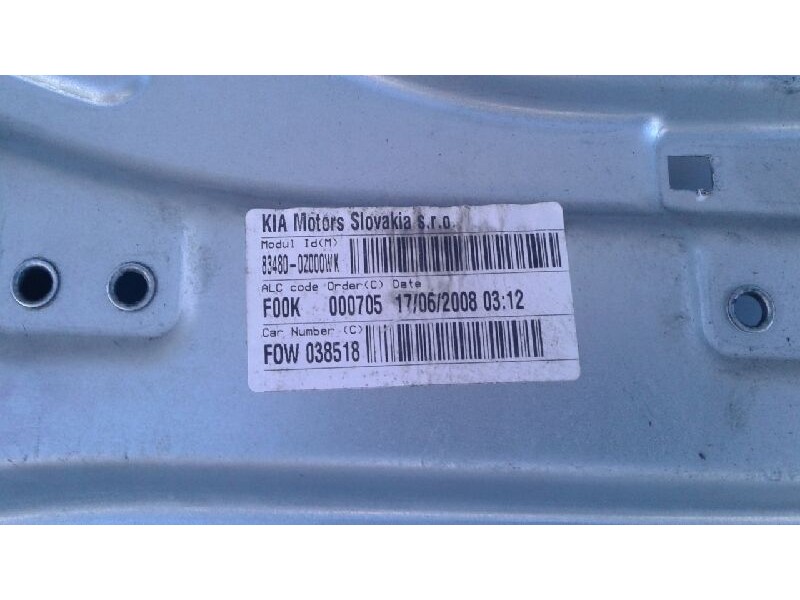 KIA Motors Slovakia s.r.o.
Modul Id(M)
83480-0Z000WK
ALC code Order(C) Date
F00K 000705 17/06/2008 03:12
Car Number (C)
FOW 038518